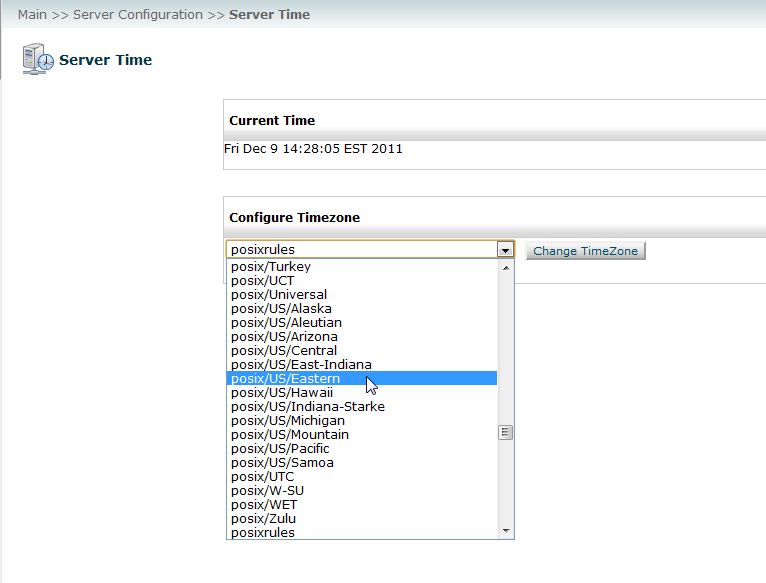 Main >> Server Configuration >> Server Time
Server Time
Current Time
Fri Dec 9 14:28:05 EST 2011
Configure Timezone
posixrules
Change TimeZone
posix/Turkey
posix/UCT
posix/Universal
posix/US/Alaska
posix/US/Aleutian
posix/US/Arizona
posix/US/Central
posix/US/East-Indiana
posix/US/Eastern
posix/US/Hawaii
posix/US/Indiana-Starke
posix/US/Michigan
posix/US/Mountain
posix/US/Pacific
posix/US/Samoa
posix/UTC
posix/W-SU
posix/WET
posix/Zulu
posixrules